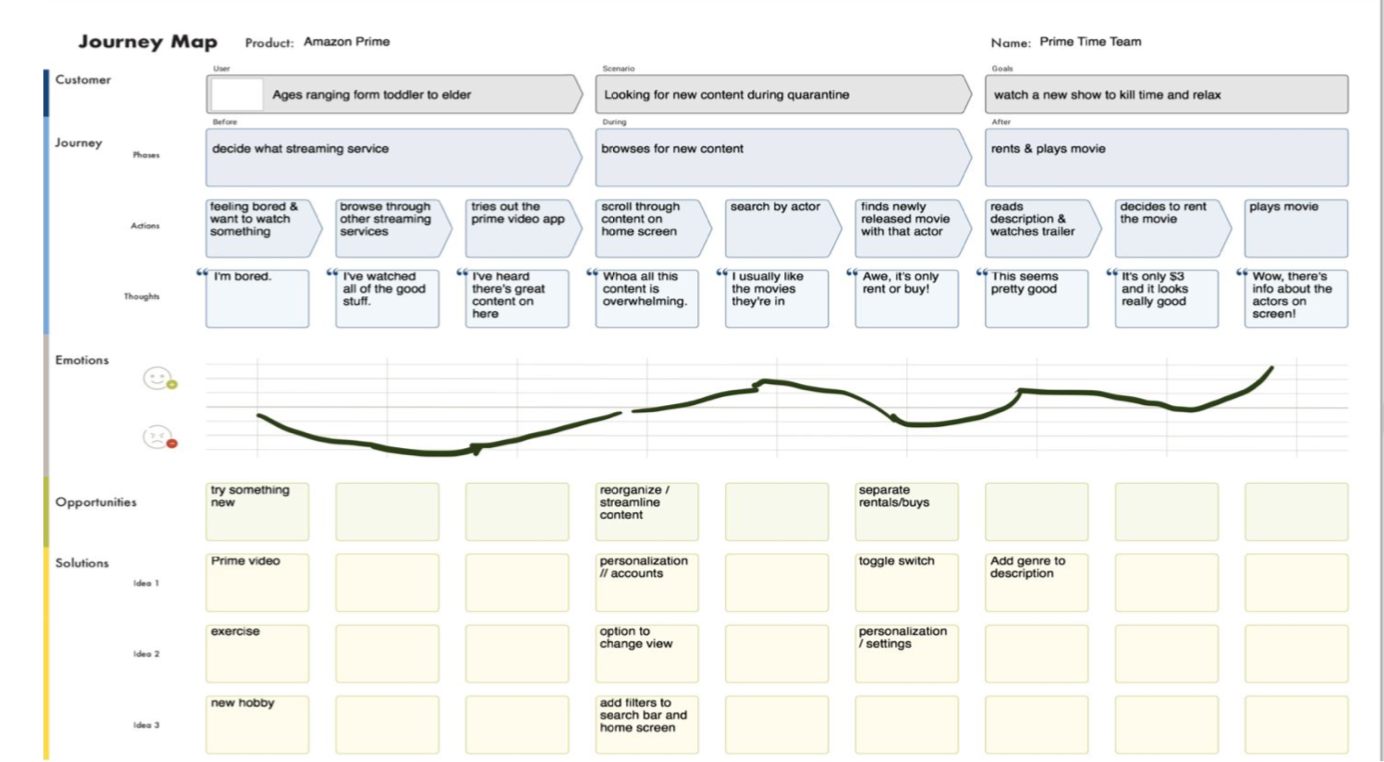 Journey Map
Product: Amazon Prime
Name: Prime Time Team
Customer
User
Ages ranging form toddler to elder
Scenario
Looking for new content during quarantine
Goals
watch a new show to kill time and relax
Journey
Phases
Before
decide what streaming service
During
browses for new content
After
rents & plays movie
Actions
feeling bored &
want to watch
something
browse through
other streaming
services
tries out the
prime video app
scroll through
content on
home screen
search by actor
finds newly
released movie
with that actor
reads
description &
watches trailer
decides to rent
the movie
plays movie
Thoughts
“ I'm bored.
“ I've watched
all of the good
stuff.
“ I've heard
there's great
content on
here
“ Whoa all this
content is
overwhelming.
“ I usually like
the movies
they're in
“ Awe, it's only
rent or buy!
“ This seems
pretty good
“ It's only $3
and it looks
really good
“ Wow, there's
info about the
actors on
screen!
Emotions
Opportunities
try something
new
reorganize /
streamline
content
separate
rentals/buys
Solutions
Idea 1
Prime video
personalization
// accounts
toggle switch
Add genre to
description
Idea 2
exercise
option to
change view
personalization
/ settings
Idea 3
new hobby
add filters to
search bar and
home screen